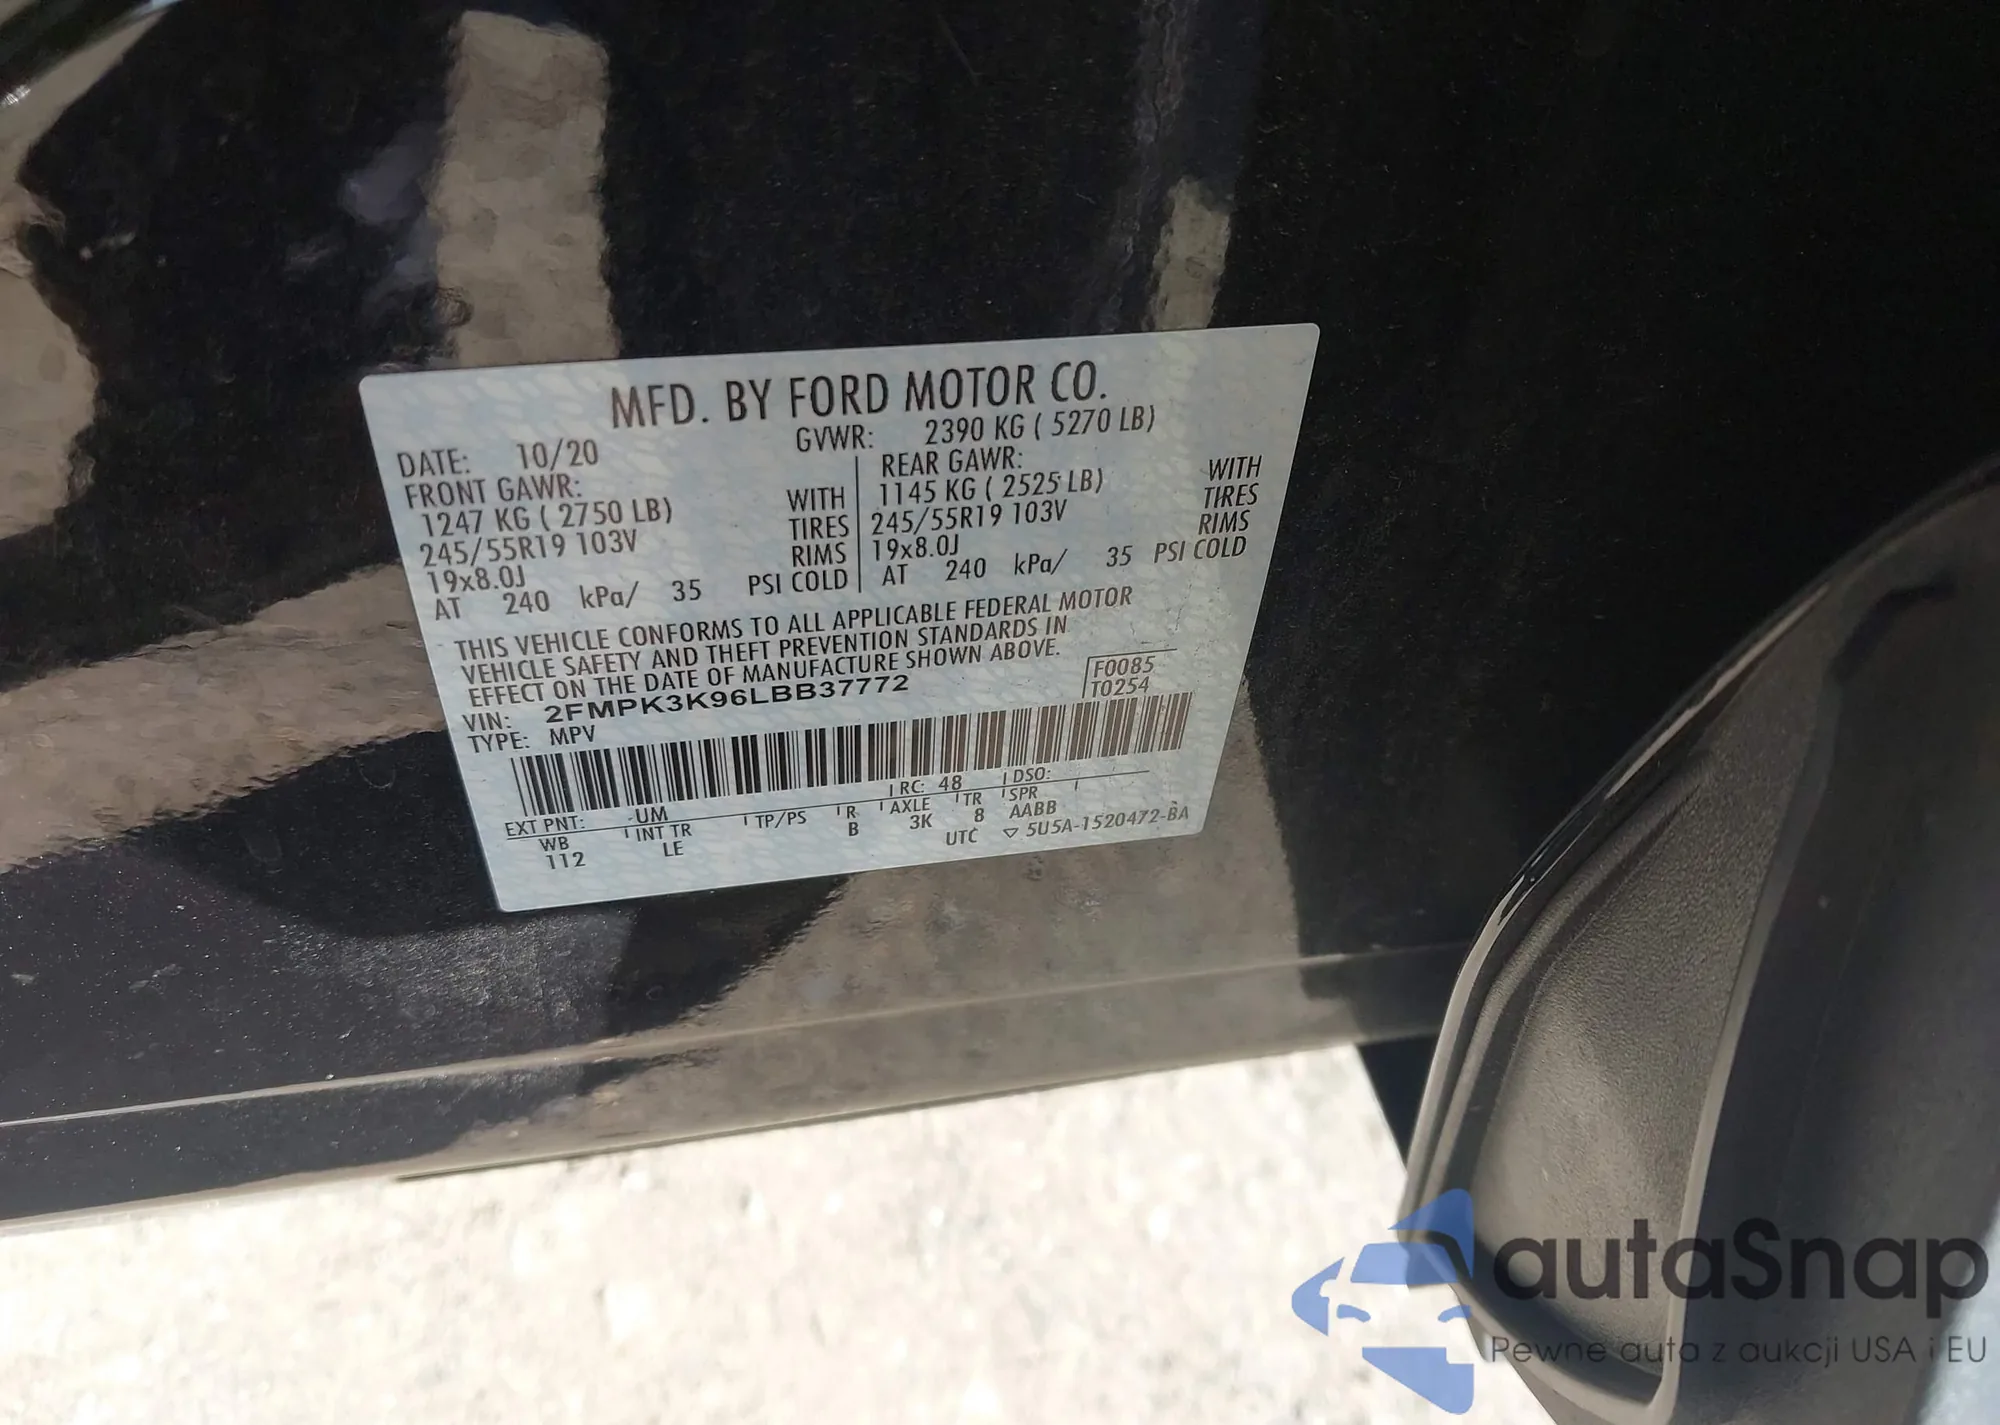 MFD. BY FORD MOTOR CO.
DATE: 10/20 GVWR: 2390 KG ( 5270 LB)
FRONT GAWR: REAR GAWR:
1247 KG ( 2750 LB) WITH 1145 KG ( 2525 LB) WITH
245/55R19 103V TIRES 245/55R19 103V TIRES
19x8.0J RIMS 19x8.0J RIMS
AT 240 kPa/ 35 PSI COLD AT 240 kPa/ 35 PSI COLD
THIS VEHICLE CONFORMS TO ALL APPLICABLE FEDERAL MOTOR
VEHICLE SAFETY AND THEFT PREVENTION STANDARDS IN
EFFECT ON THE DATE OF MANUFACTURE SHOWN ABOVE.
VIN: 2FMPK3K96LBB37772 F0085
TYPE: MPV T0254
EXT PNT: UM RC: 48 DSO:
WB INT TR TP/PS R AXLE TR SPR
112 LE B 3K 8 AABB
UTC ▽ 5U5A-1520472-BA
autaSnap
Pewne auta z aukcji USA i EU